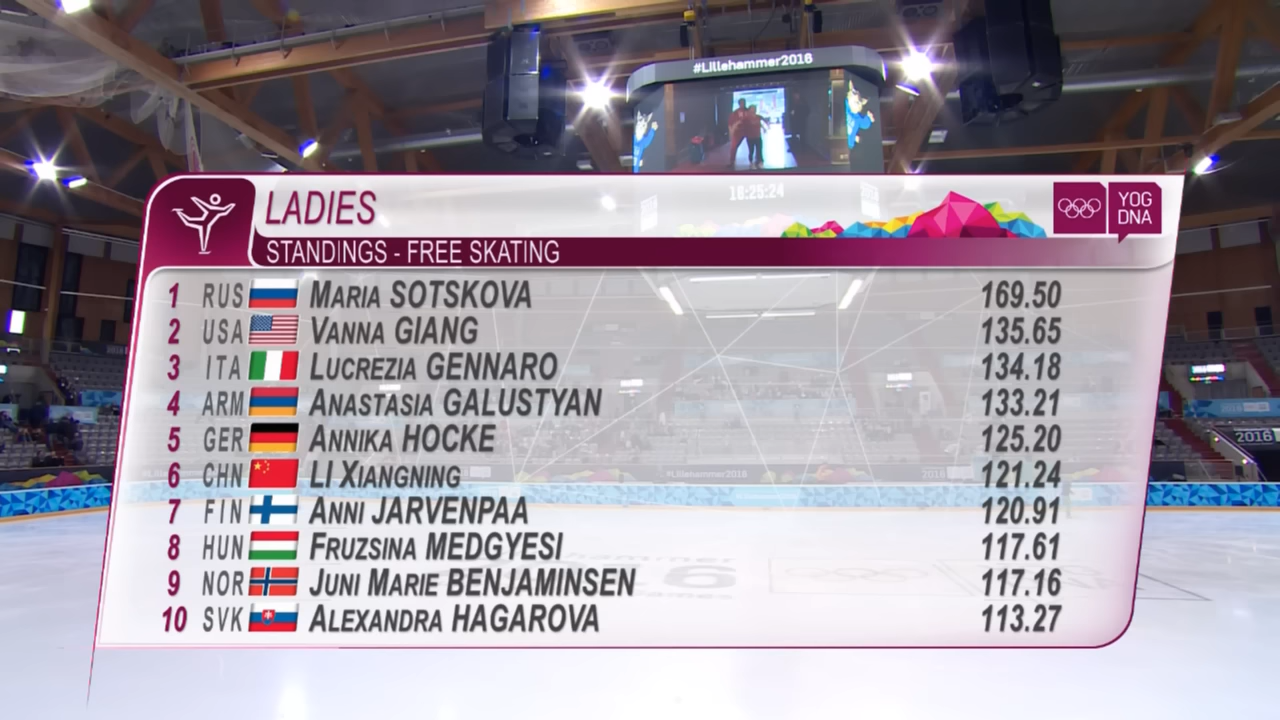 #Lillehammer2016
18:25:24
LADIES
YOG
DNA
STANDINGS - FREE SKATING
1 RUS MARIA SOTSKOVA 169.50
2 USA VANNA GIANG 135.65
3 ITA LUCREZIA GENNARO 134.18
4 ARM ANASTASIA GALUSTYAN 133.21
5 GER ANNIKA HOCKE 125.20
6 CHN LI XIANGNING 121.24
7 FIN ANNI JARVENPAA 120.91
8 HUN FRUZSINA MEDGYESI 117.61
9 NOR JUNI MARIE BENJAMINSEN 117.16
10 SVK ALEXANDRA HAGAROVA 113.27
2016
#Lillehammer2016